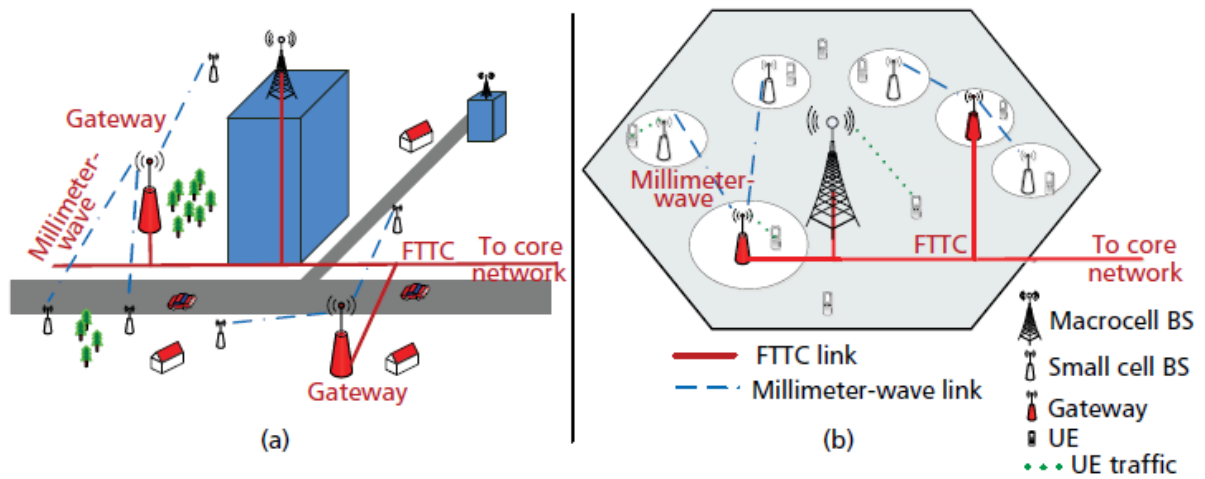 Gateway
Millimeter-
wave
FTTC
To core
network
Gateway
(a)
Millimeter-
wave
FTTC
To core
network
FTTC link
Millimeter-wave link
(b)
Macrocell BS
Small cell BS
Gateway
UE
UE traffic